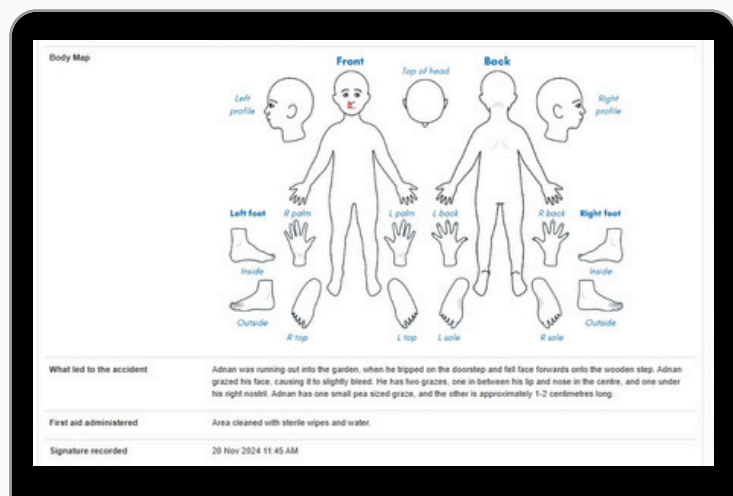 Body Map
Front
Back
Top of head
Left
profile
Right
profile
Left foot
R palm
L palm
L back
R back
Right foot
Inside
Inside
Outside
Outside
R top
L top
L sole
R sole
What led to the accident
Adnan was running out into the garden, when he tripped on the doorstep and fell face forwards onto the wooden step. Adnan
grazed his face, causing it to slightly bleed. He has two grazes, one in between his lip and nose in the centre, and one under
his right nostril. Adnan has one small pea sized graze, and the other is approximately 1-2 centimetres long.
First aid administered
Area cleaned with sterile wipes and water.
Signature recorded
20 Nov 2024 11:45 AM